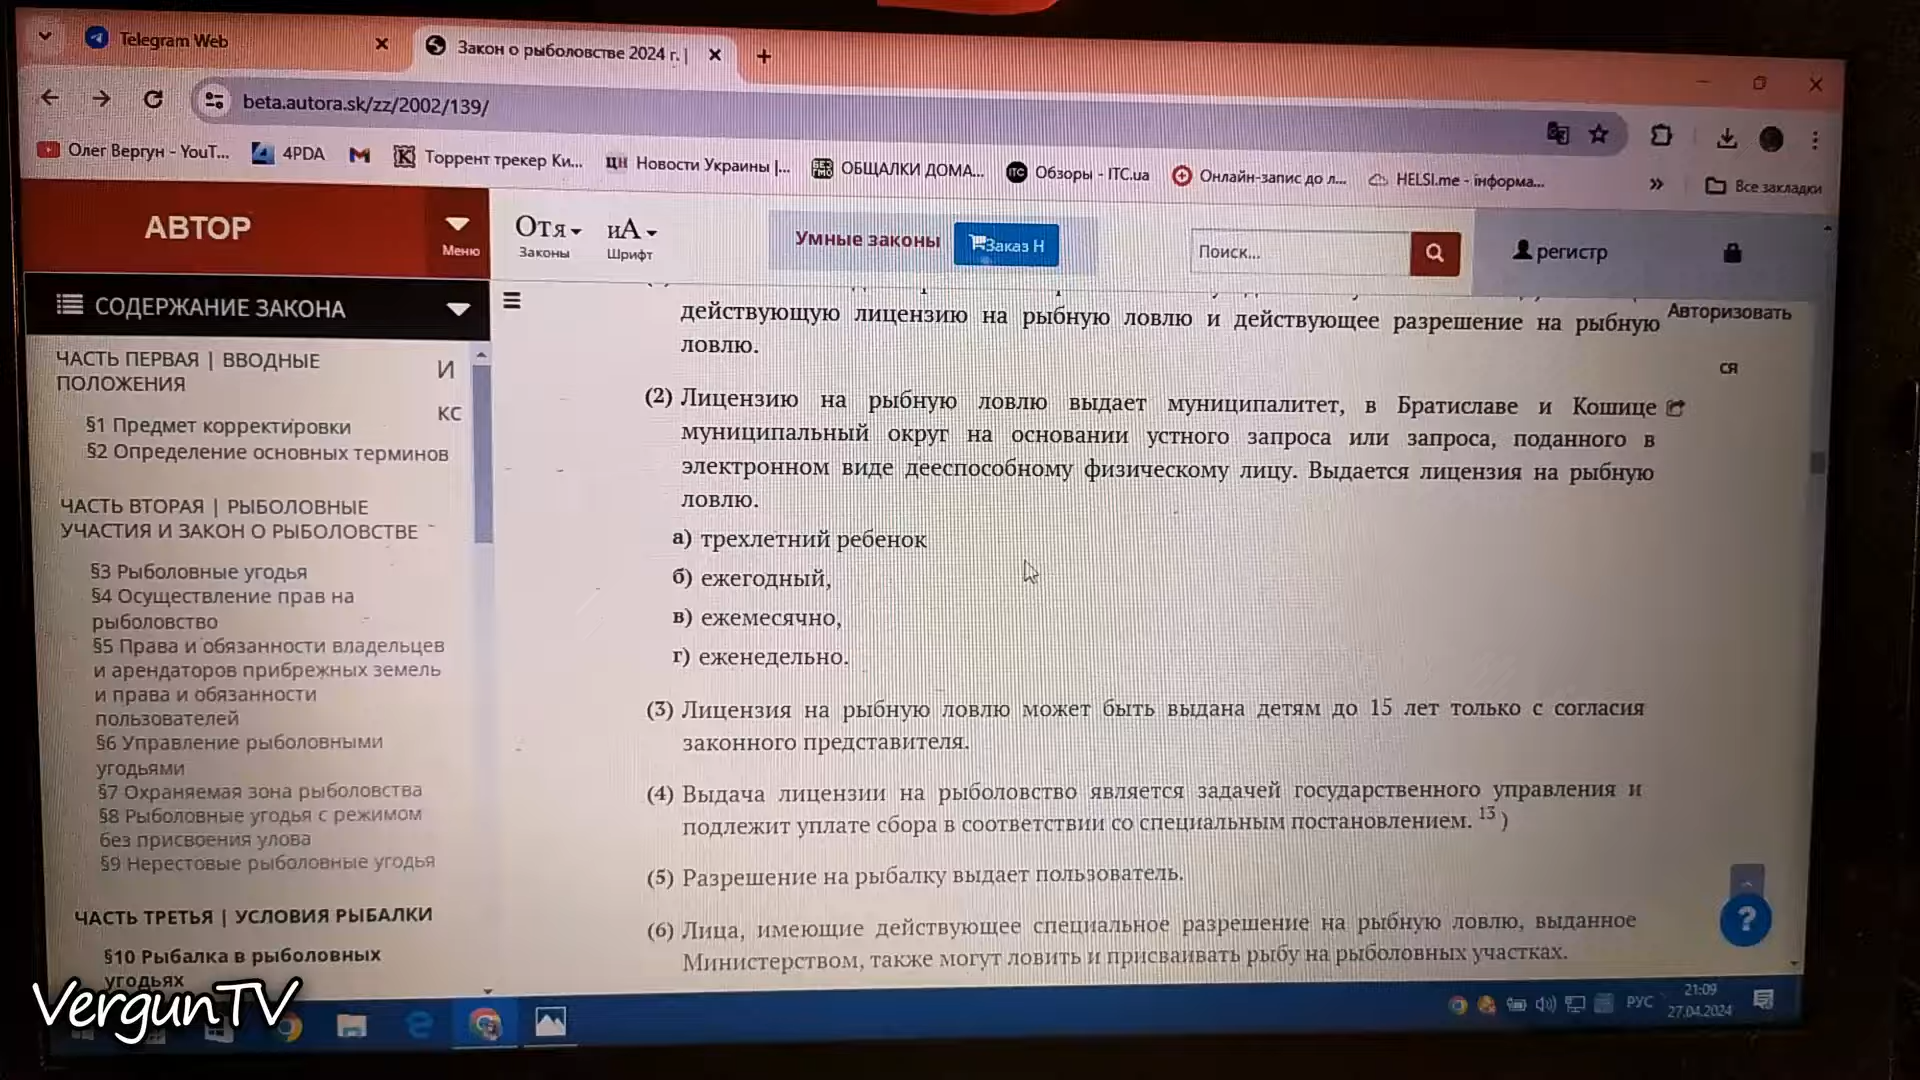 Telegram Web
Закон о рыболовстве 2024 г. |
beta.autora.sk/zz/2002/139/
Олег Вергун - YouT...
4PDA
Торрент трекер Ки...
Новости Украины |...
ОБЩАЛКИ ДОМА...
Обзоры - ITC.ua
Онлайн-запис до л...
HELSI.me - інформа...
Все закладки
АВТОР
Меню
Отя
Законы
иА
Шрифт
Умные законы
Заказ Н
Поиск...
регистр
Авторизовать
ся
СОДЕРЖАНИЕ ЗАКОНА
ЧАСТЬ ПЕРВАЯ | ВВОДНЫЕ
ПОЛОЖЕНИЯ
И
кс
§1 Предмет корректировки
§2 Определение основных терминов
ЧАСТЬ ВТОРАЯ | РЫБОЛОВНЫЕ
УЧАСТИЯ И ЗАКОН О РЫБОЛОВСТВЕ
§3 Рыболовные угодья
§4 Осуществление прав на
рыболовство
§5 Права и обязанности владельцев
и арендаторов прибрежных земель
и права и обязанности
пользователей
§6 Управление рыболовными
угодьями
§7 Охраняемая зона рыболовства
§8 Рыболовные угодья с режимом
без присвоения улова
§9 Нерестовые рыболовные угодья
ЧАСТЬ ТРЕТЬЯ | УСЛОВИЯ РЫБАЛКИ
§10 Рыбалка в рыболовных
угодьях
действующую лицензию на рыбную ловлю и действующее разрешение на рыбную
ловлю.
(2) Лицензию на рыбную ловлю выдает муниципалитет, в Братиславе и Кошице
муниципальный округ на основании устного запроса или запроса, поданного в
электронном виде дееспособному физическому лицу. Выдается лицензия на рыбную
ловлю.
а) трехлетний ребенок
б) ежегодный,
в) ежемесячно,
г) еженедельно.
(3) Лицензия на рыбную ловлю может быть выдана детям до 15 лет только с согласия
законного представителя.
(4) Выдача лицензии на рыболовство является задачей государственного управления и
подлежит уплате сбора в соответствии со специальным постановлением. 13 )
(5) Разрешение на рыбалку выдает пользователь.
(6) Лица, имеющие действующее специальное разрешение на рыбную ловлю, выданное
Министерством, также могут ловить и присваивать рыбу на рыболовных участках.
VergunTV
РУС
21:09
27.04.2024